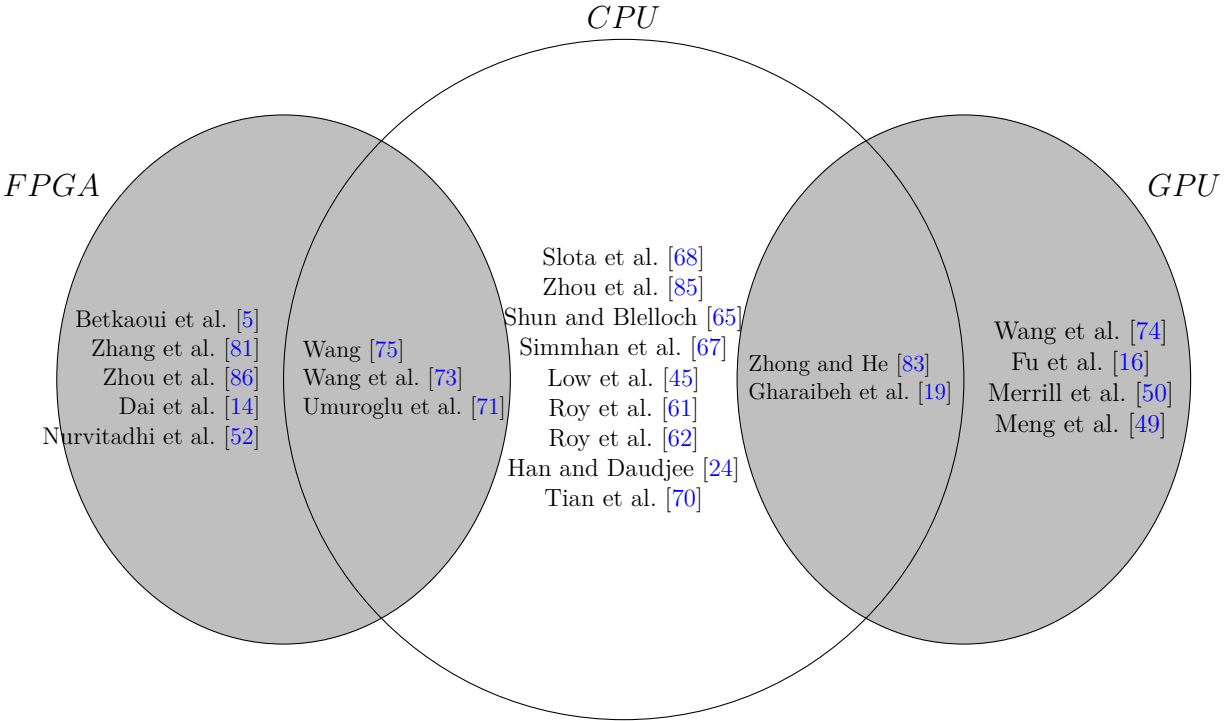 CPU
FPGA
GPU
Betkaoui et al. [5]
Zhang et al. [81]
Zhou et al. [86]
Dai et al. [14]
Nurvitadhi et al. [52]
Wang [75]
Wang et al. [73]
Umuroglu et al. [71]
Slota et al. [68]
Zhou et al. [85]
Shun and Blelloch [65]
Simmhan et al. [67]
Low et al. [45]
Roy et al. [61]
Roy et al. [62]
Han and Daudjee [24]
Tian et al. [70]
Zhong and He [83]
Gharaibeh et al. [19]
Wang et al. [74]
Fu et al. [16]
Merrill et al. [50]
Meng et al. [49]